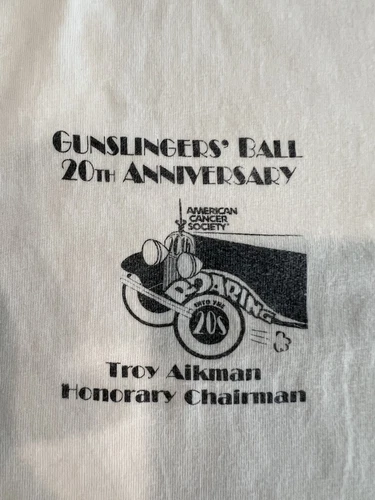 GUNSLINGERS' BALL
20TH ANNIVERSARY
AMERICAN
CANCER
SOCIETY®
ROARING
INTO THE
20S
Troy Aikman
Honorary Chairman